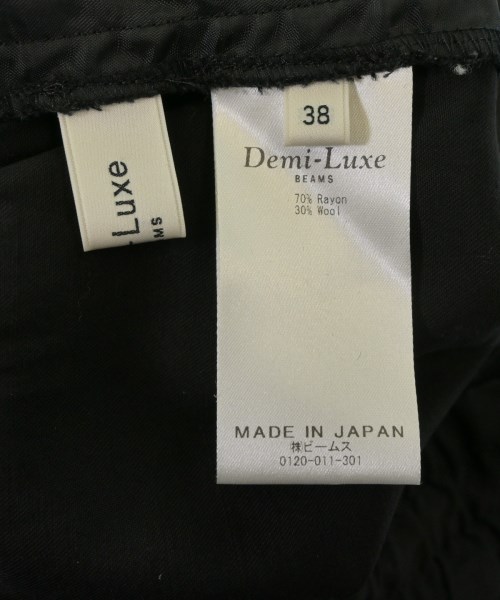 -Luxe
MS
38
Demi-Luxe
BEAMS
70% Rayon
30% Wool
MADE IN JAPAN
㈱ビームス
0120-011-301